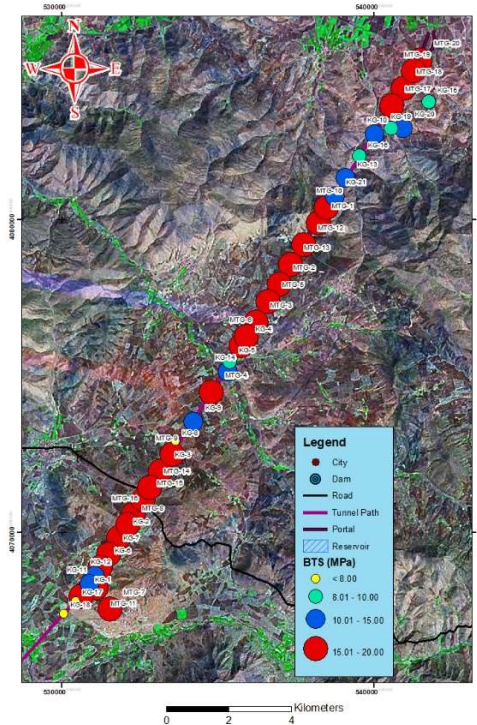 530000
540000
N
W E
S
MTG-20
MTG-19
MTG-18
MTG-17
KG-20
KG-16
KG-13
KG-21
MTG-10
MTG-1
MTG-12
MTG-13
MTG-2
MTG-5
MTG-3
MTG-6
KG-4
KG-5
KG-14
MTG-4
KG-9
KG-8
MTG-9
KG-3
MTG-14
MTG-15
MTG-16
MTG-8
KG-2
KG-7
KG-6
KG-12
KG-11
KG-1
KG-17
MTG-7
KG-18
MTG-11
4080000
4080000
4070000
4070000
Legend
City
Dam
Road
Tunnel Path
Portal
Reservoir
BTS (MPa)
< 8.00
8.01 - 10.00
10.01 - 15.00
15.01 - 20.00
530000
540000
Kilometers
0 2 4